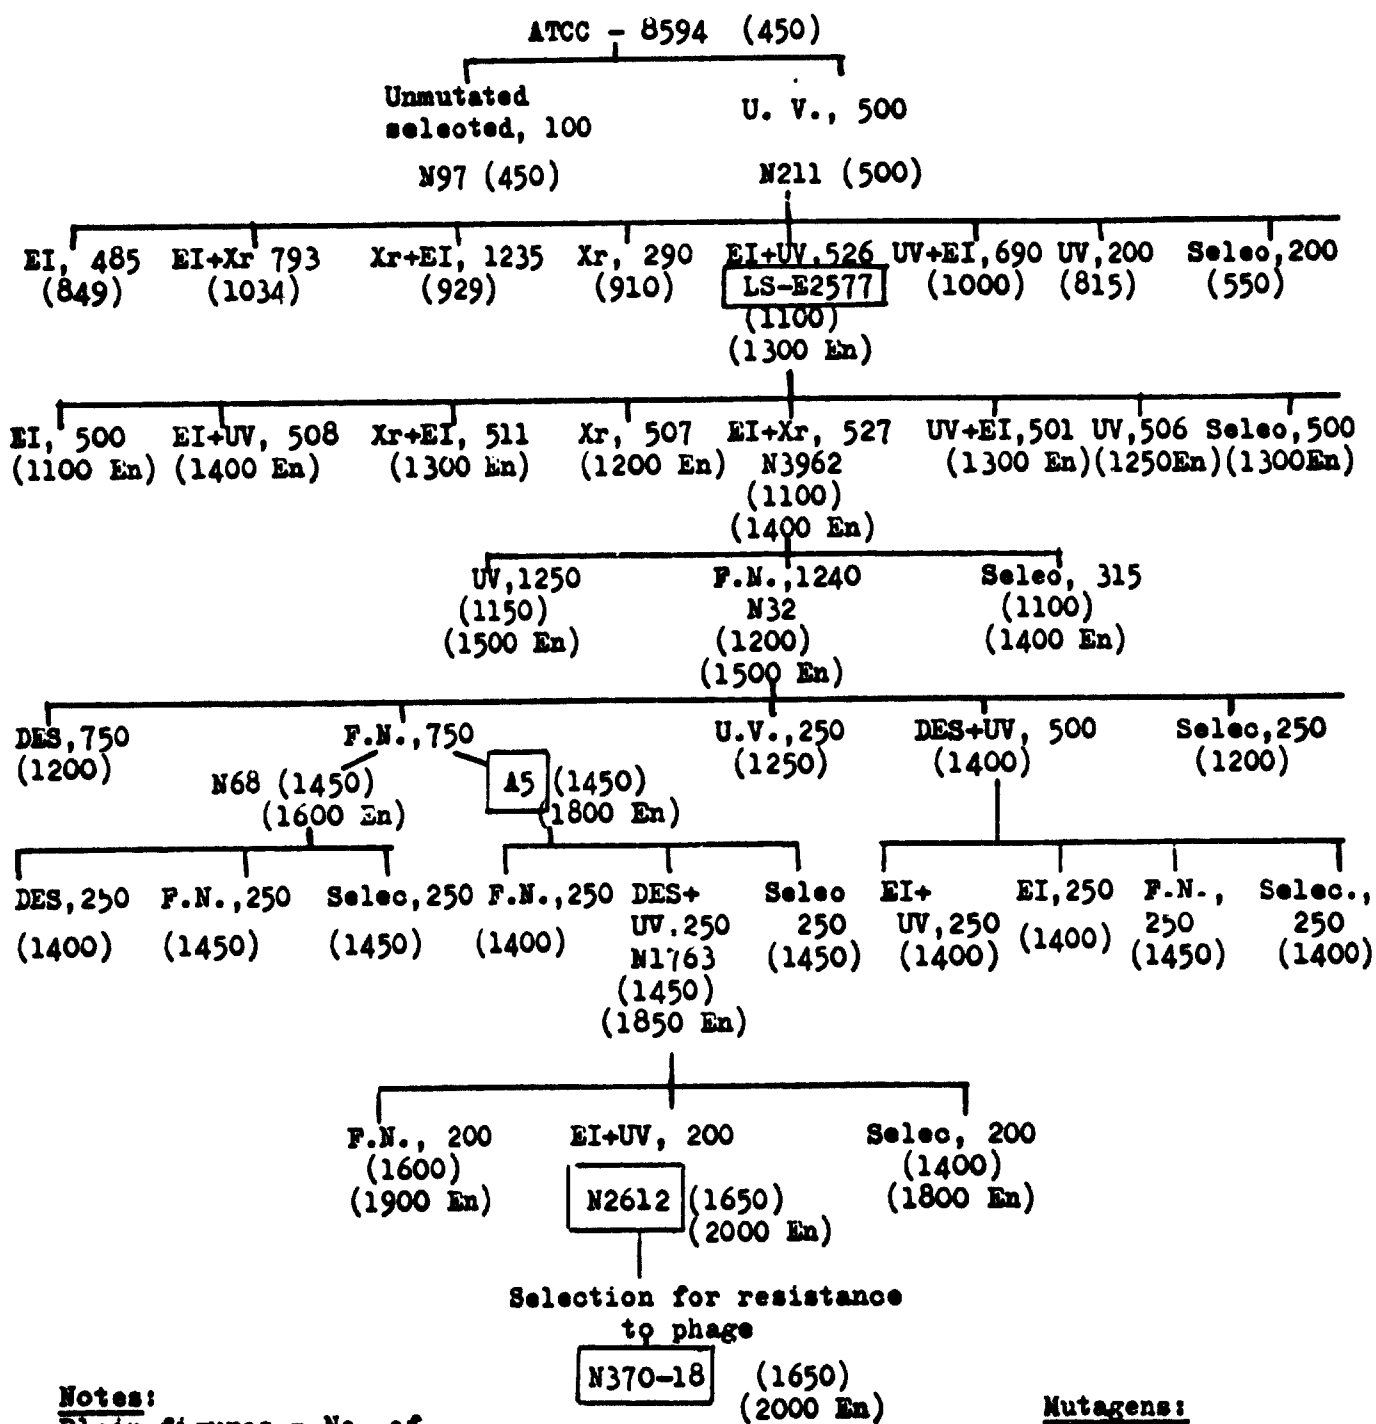 ATCC - 8594 (450)
Unmutated
selected, 100
U. V., 500
N97 (450)
N211 (500)
EI, 485 EI+Xr 793 Xr+EI, 1235 Xr, 290 EI+UV,526 UV+EI,690 UV,200 Selec,200
(849) (1034) (929) (910) LS-E2577 (1000) (815) (550)
(1100)
(1300 En)
EI, 500 EI+UV, 508 Xr+EI, 511 Xr, 507 EI+Xr, 527 UV+EI,501 UV,506 Selec,500
(1100 En) (1400 En) (1300 En) (1200 En) N3962 (1300 En) (1250En) (1300En)
(1100)
(1400 En)
UV,1250 F.N.,1240 Selec, 315
(1150) N32 (1100)
(1500 En) (1200) (1400 En)
(1500 En)
DES,750 F.N.,750 U.V.,250 DES+UV, 500 Selec,250
(1200) (1250) (1400) (1200)
N68 (1450) A5 (1450)
(1600 En) (1800 En)
DES,250 F.N.,250 Selec,250 F.N.,250 DES+ Selec EI+ EI,250 F.N., Selec.,
(1400) (1450) (1450) (1400) UV.250 250 UV,250 (1400) 250 250
N1763 (1450) (1400) (1450) (1400)
(1450)
(1850 En)
F.N., 200 EI+UV, 200 Selec, 200
(1600) (1400)
(1900 En) N2612 (1650) (1800 En)
(2000 En)
Selection for resistance
to phage
N370-18 (1650)
(2000 En)
Notes:
Plain figures - No. of
Mutagens: